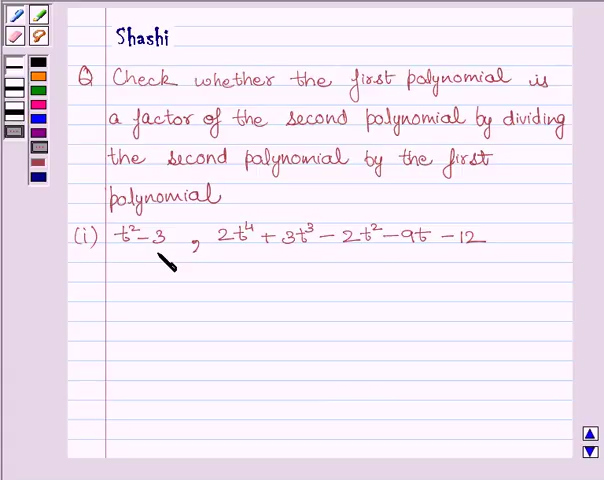 Shashi
Q Check whether the first polynomial is
a factor of the second polynomial by dividing
the second polynomial by the first
polynomial
(i) t² - 3 , 2t⁴ + 3t³ - 2t² - 9t - 12